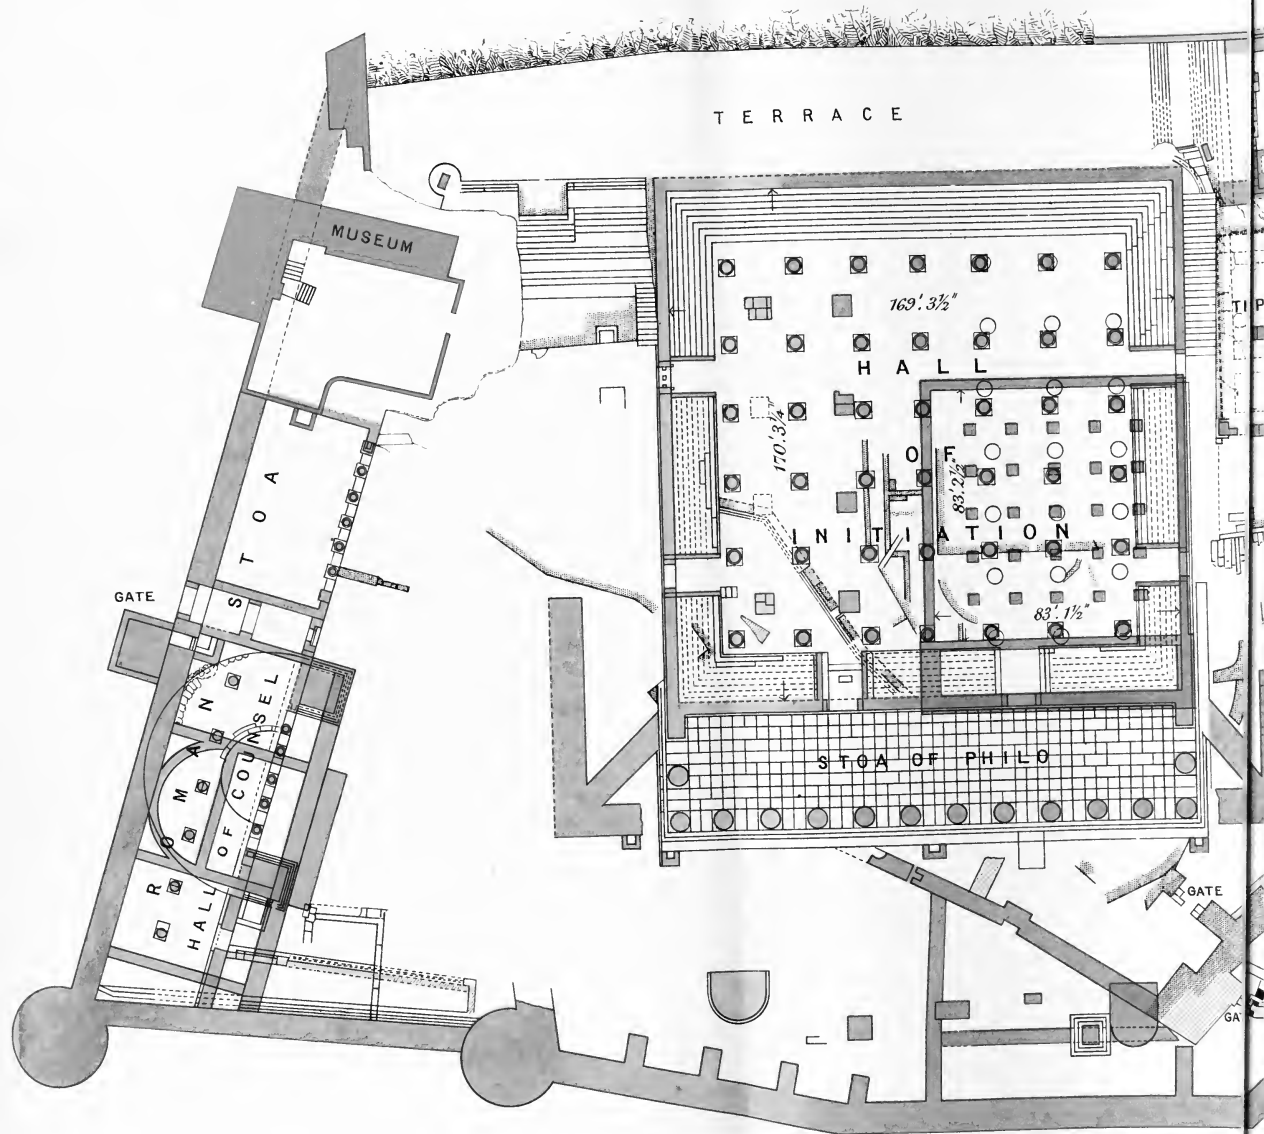 TERRACE
MUSEUM
169'. 3½"
HALL
170'. 3¼"
OF
83'. 2½"
INITIATION
83'. 1½"
STOA
GATE
ROMAN
HALL OF COUNSEL
STOA OF PHILO
GATE